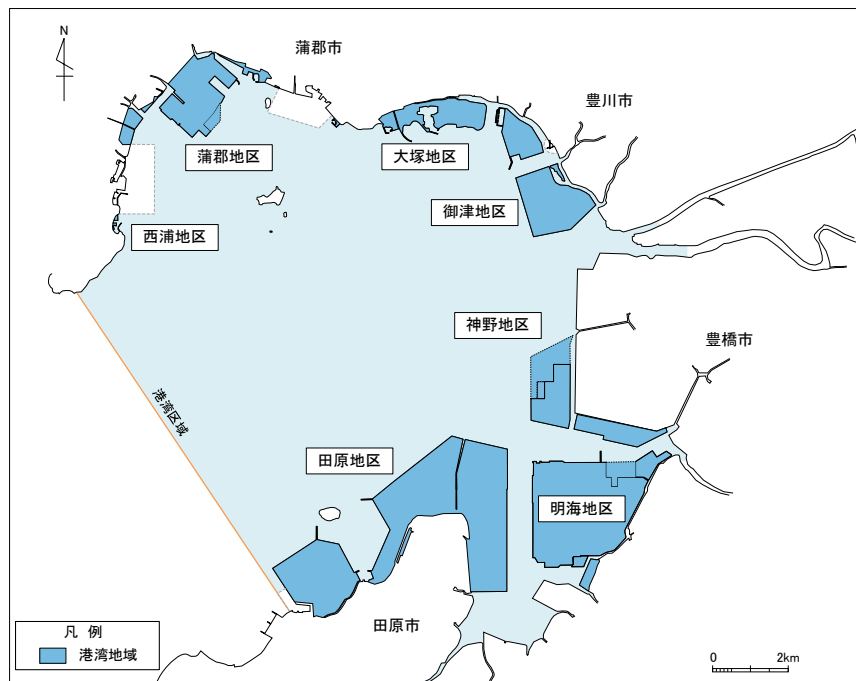 N
蒲郡市
豊川市
蒲郡地区
大塚地区
御津地区
西浦地区
神野地区
豊橋市
港湾区域
田原地区
明海地区
田原市
凡 例
港湾地域
0 2km